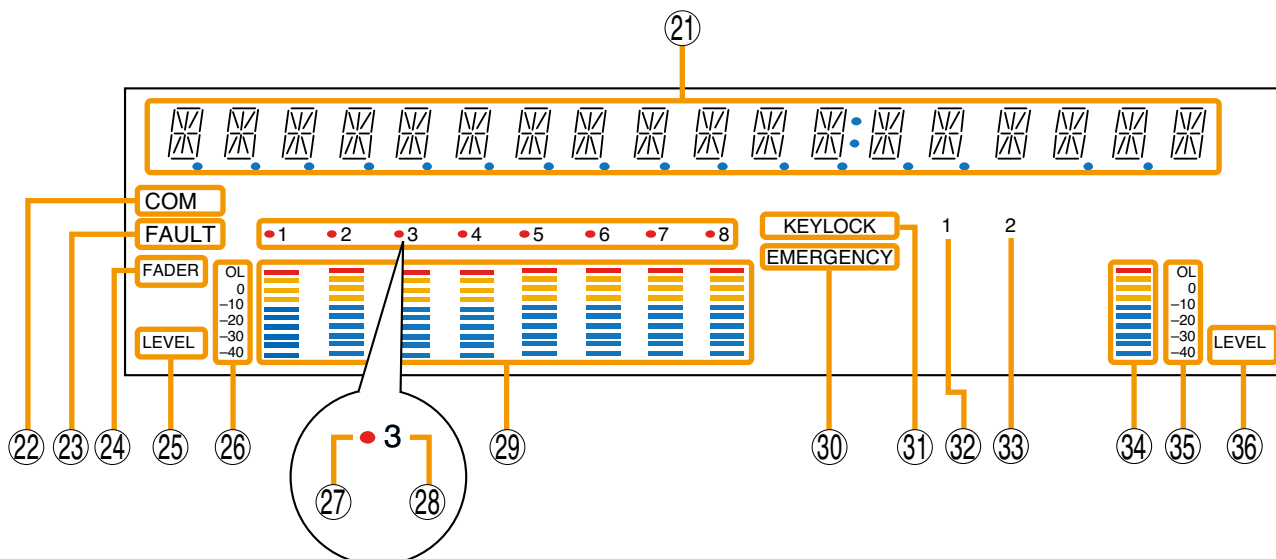 ㉑
COM
FAULT 1 2 3 4 5 6 7 8 KEYLOCK 1 2
FADER EMERGENCY
OL OL
0 0
–10 –10
–20 –20
–30 –30
LEVEL LEVEL
–40 –40
㉒ ㉓ ㉔ ㉕ ㉖ ㉙ ㉚ ㉛ ㉜ ㉝ ㉞ ㉟ ㊱
3
㉗ ㉘